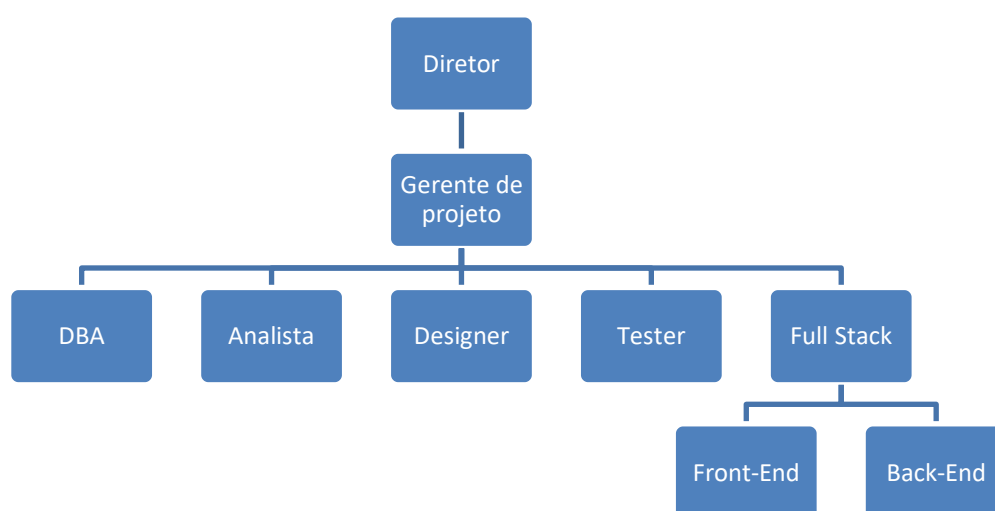 Diretor
Gerente de
projeto
DBA
Analista
Designer
Tester
Full Stack
Front-End
Back-End